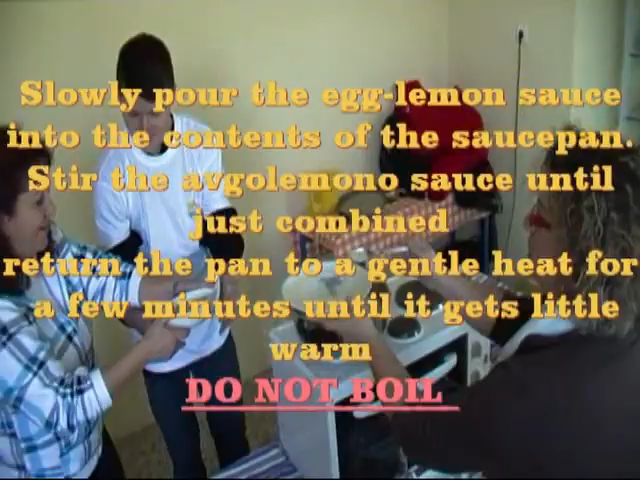 Slowly pour the egg-lemon sauce
into the contents of the saucepan.
Stir the avgolemono sauce until
just combined
return the pan to a gentle heat for
a few minutes until it gets little
warm
DO NOT BOIL